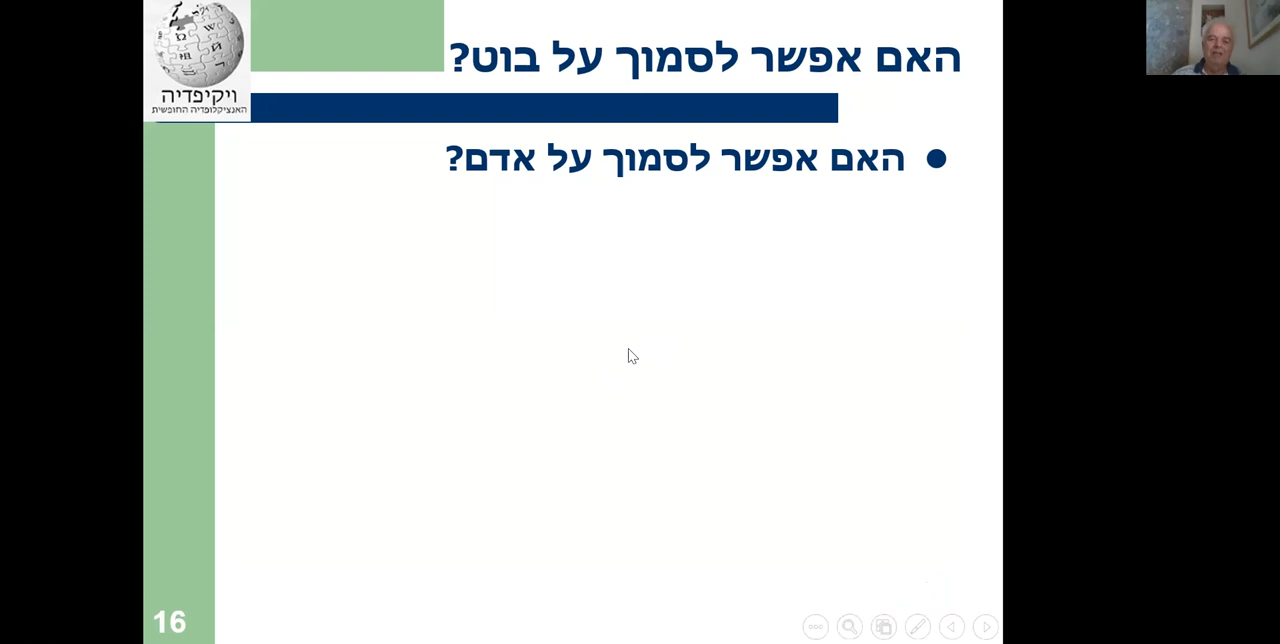 האם אפשר לסמוך על בוט?
ויקיפדיה
האנציקלופדיה החופשית
האם אפשר לסמוך על אדם?
16